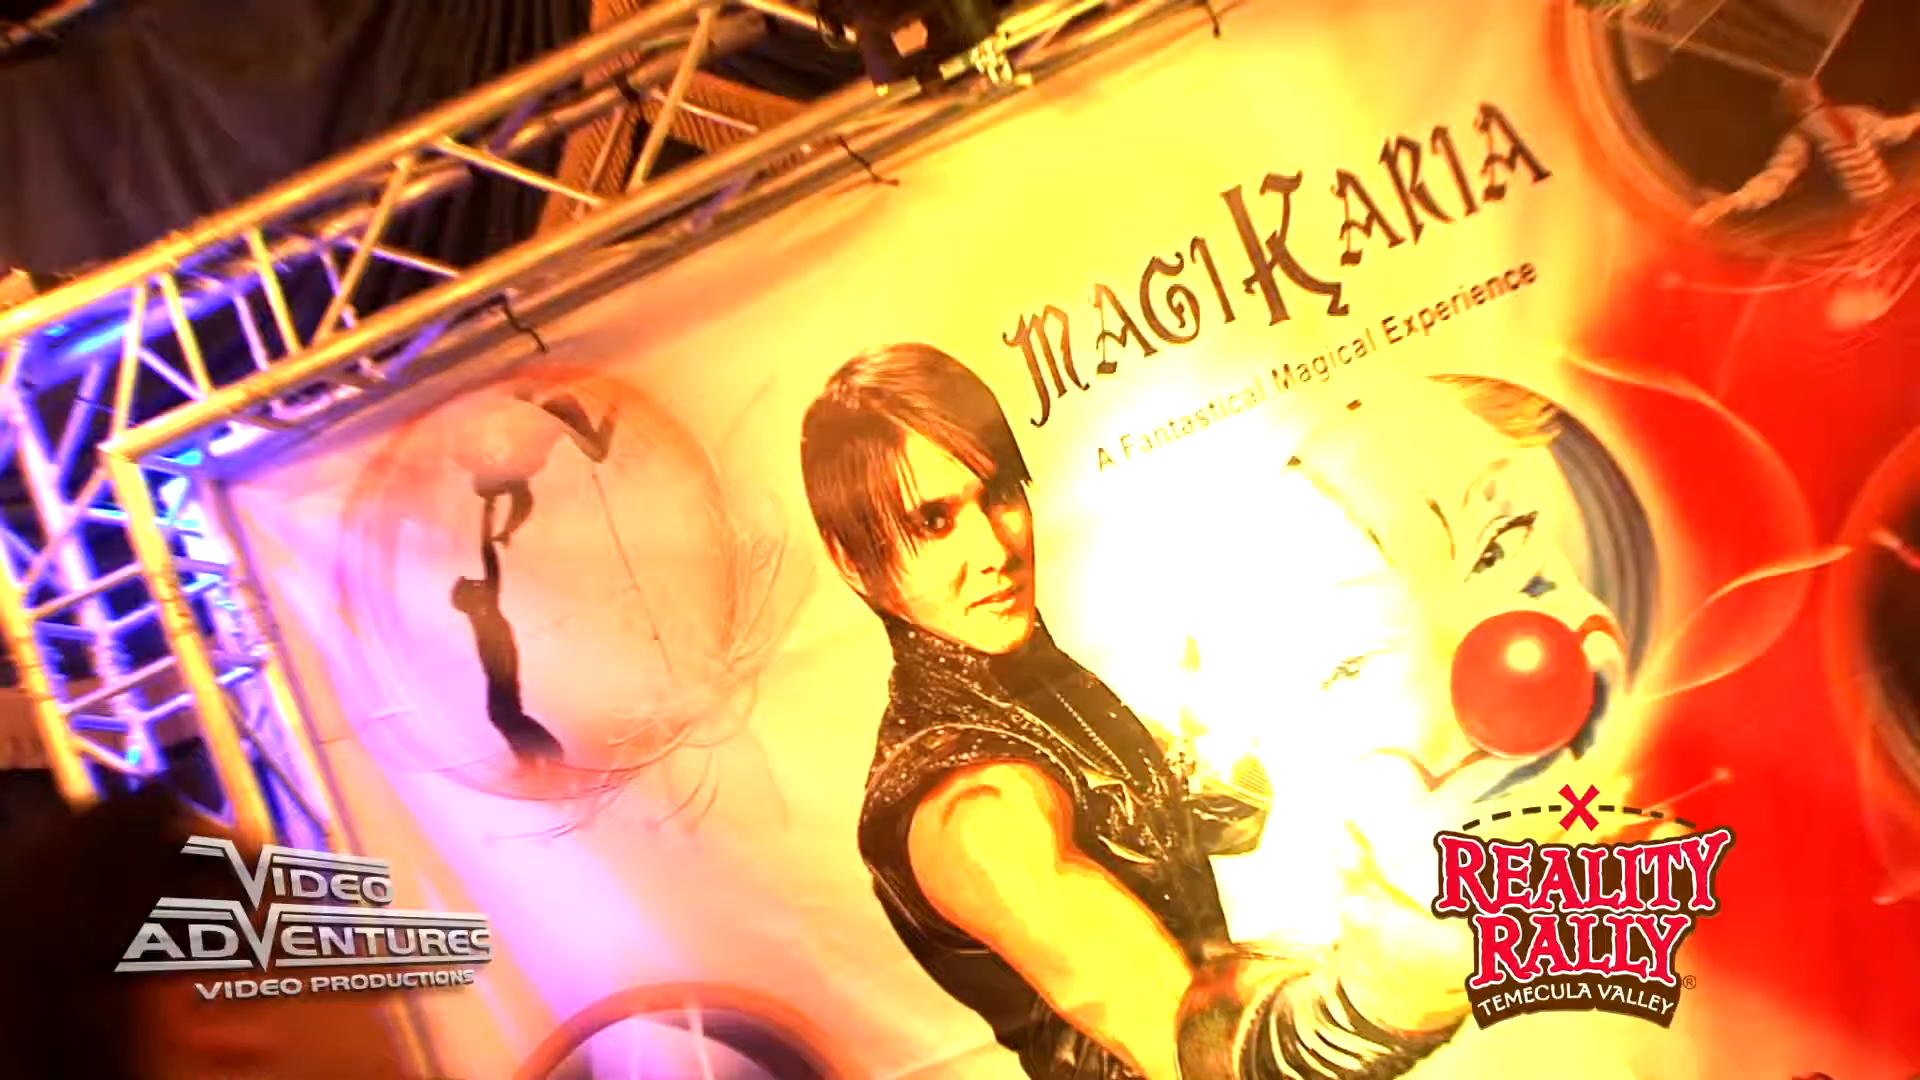 MAGIKARIA
A Fantastical Magical Experience
VIDEO
ADVENTURES
VIDEO PRODUCTIONS
REALITY
RALLY®
TEMECULA VALLEY